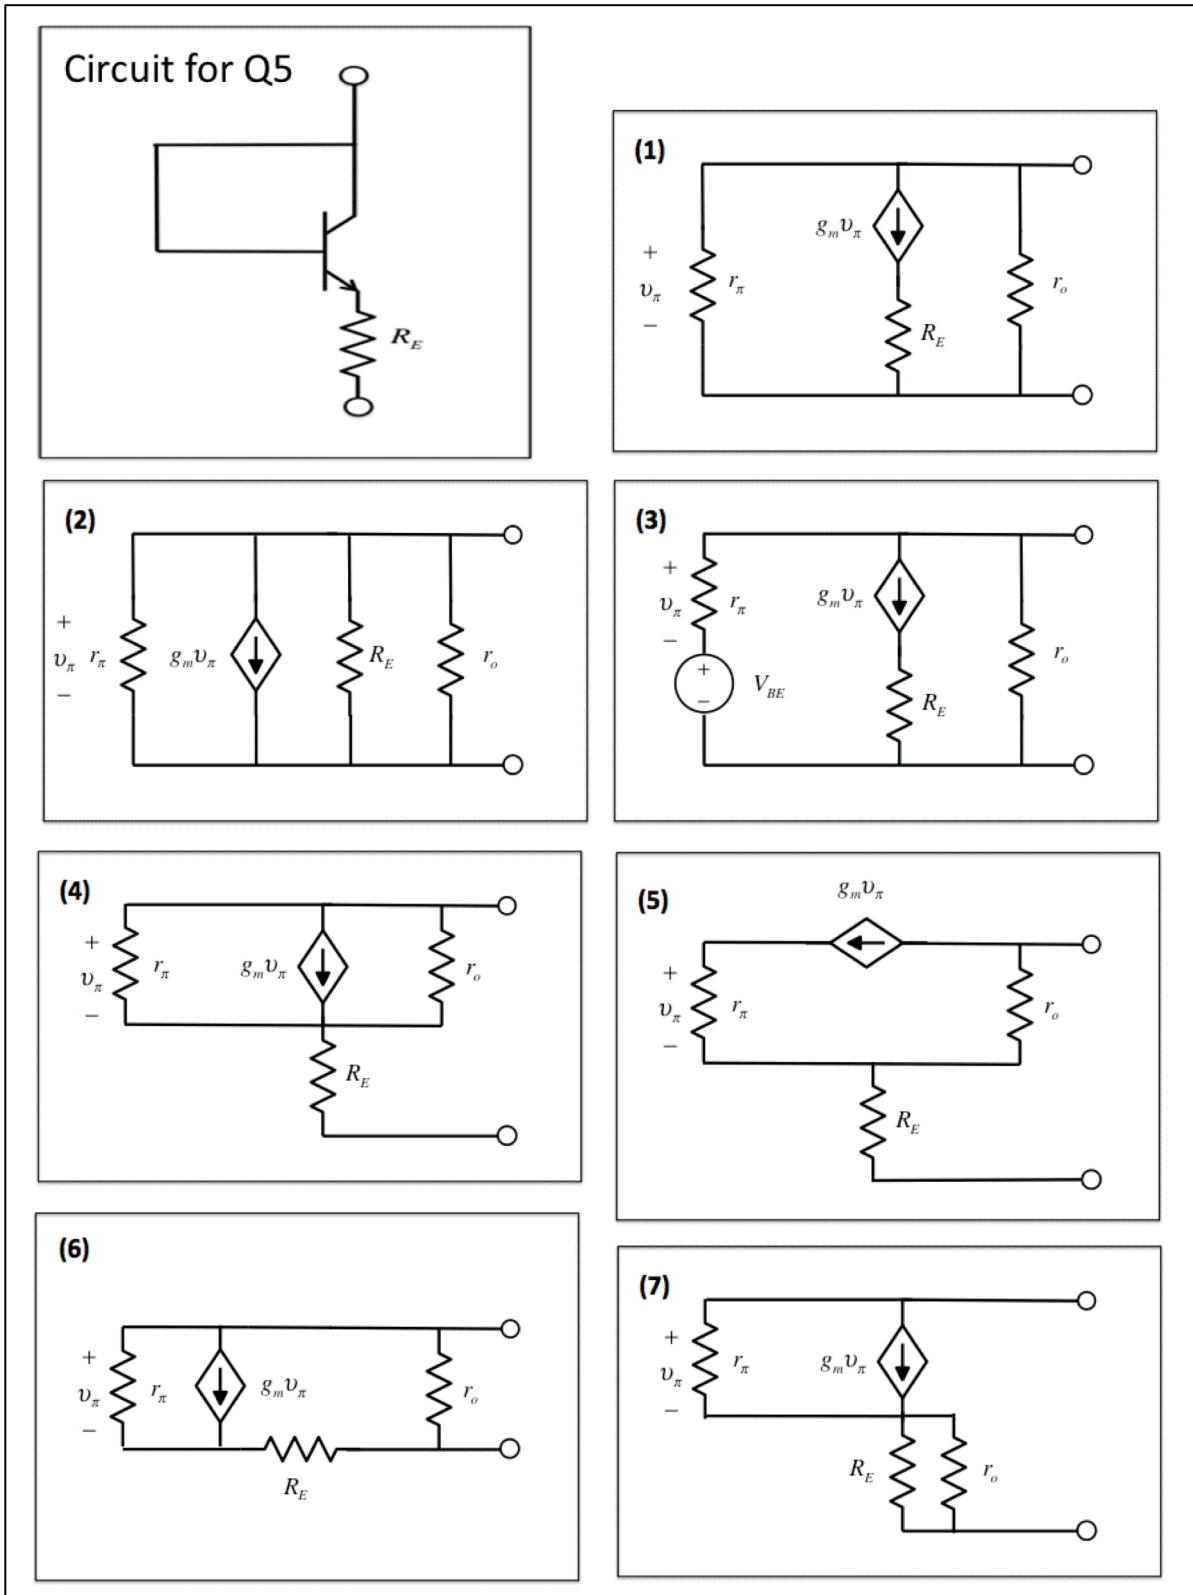 Circuit for Q5
R_E
(1)
g_m υ_π
+
υ_π
−
r_π
r_o
R_E
(2)
+
υ_π
−
r_π
g_m υ_π
R_E
r_o
(3)
+
υ_π
−
r_π
g_m υ_π
+
−
V_BE
r_o
R_E
(4)
+
υ_π
−
r_π
g_m υ_π
r_o
R_E
(5)
g_m υ_π
+
υ_π
−
r_π
r_o
R_E
(6)
+
υ_π
−
r_π
g_m υ_π
r_o
R_E
(7)
+
υ_π
−
r_π
g_m υ_π
R_E
r_o